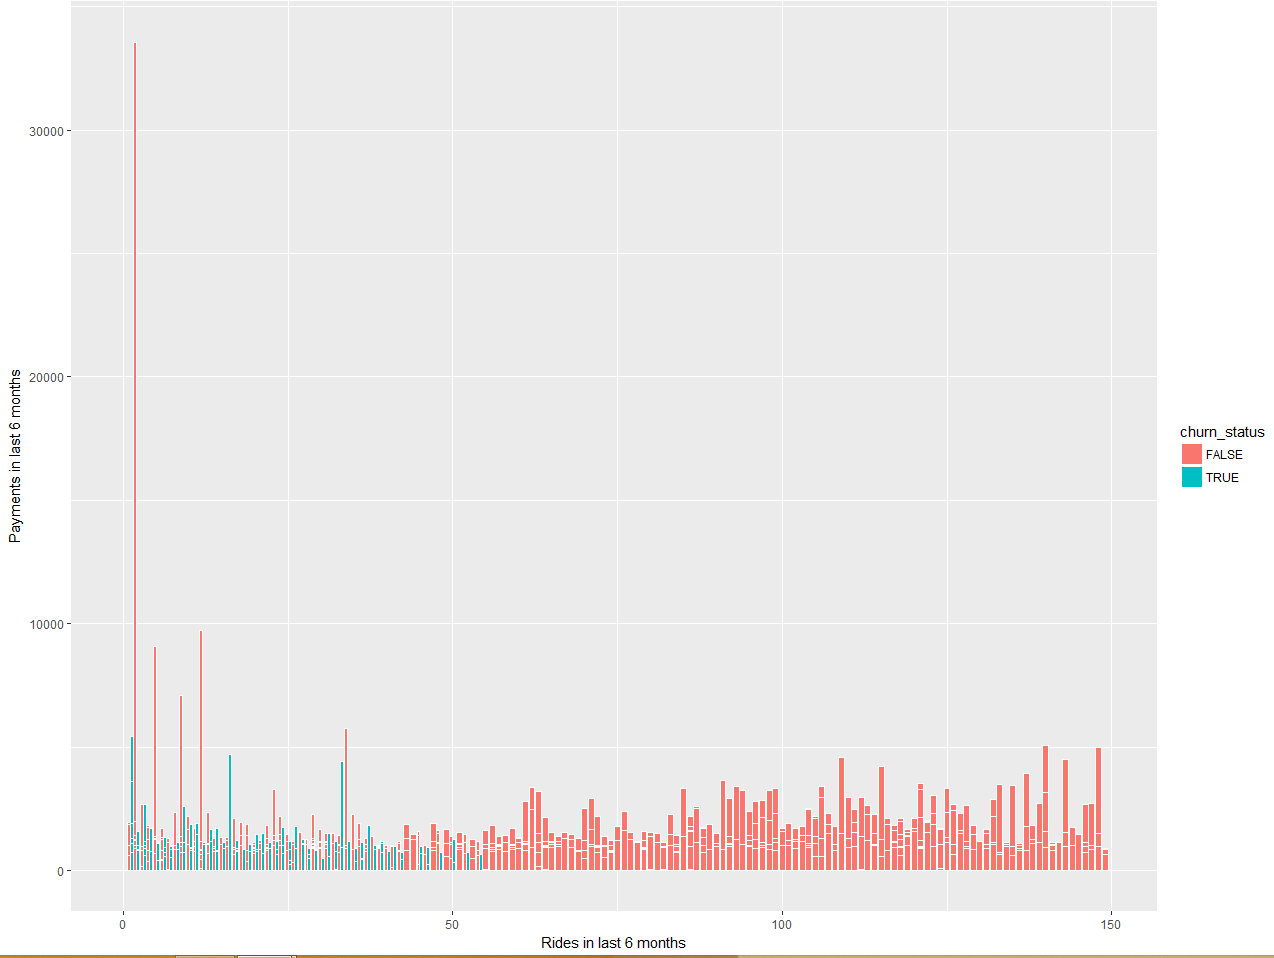 30000
20000
10000
0
Payments in last 6 months
0 50 100 150
Rides in last 6 months
churn_status
FALSE
TRUE